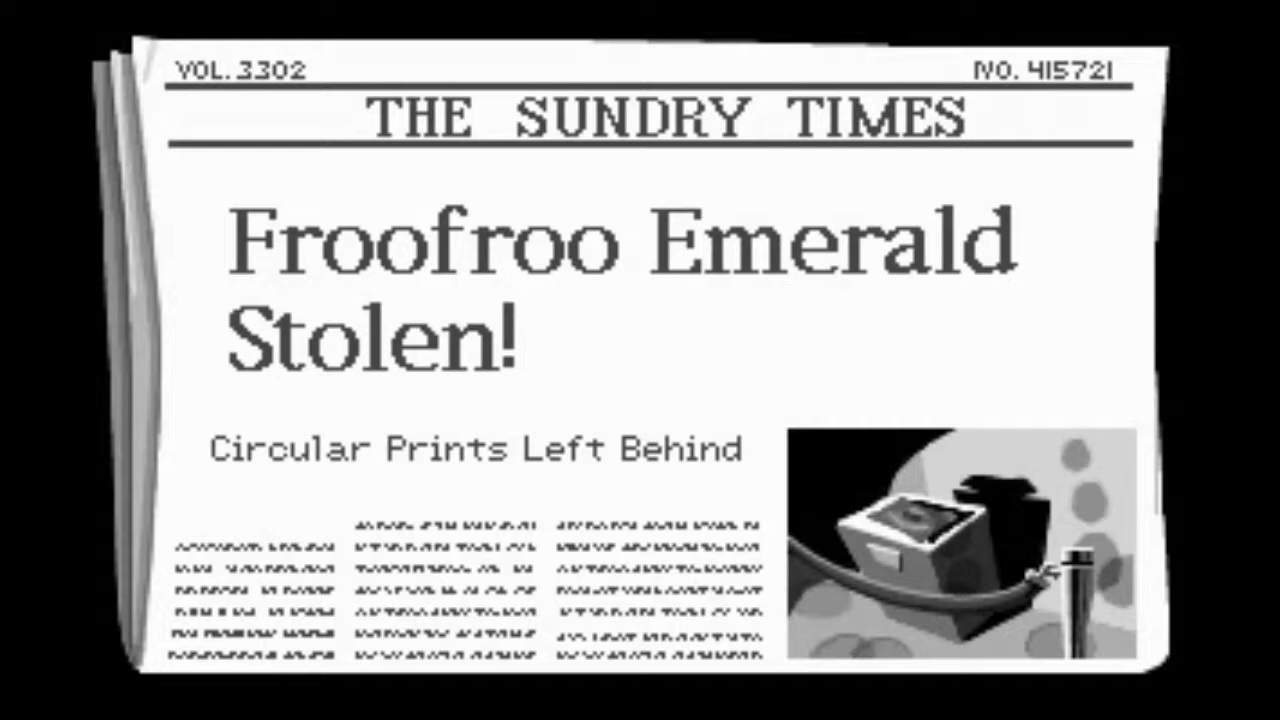 VOL. 3302
NO. 415721
THE SUNDRY TIMES
Froofroo Emerald
Stolen!
Circular Prints Left Behind